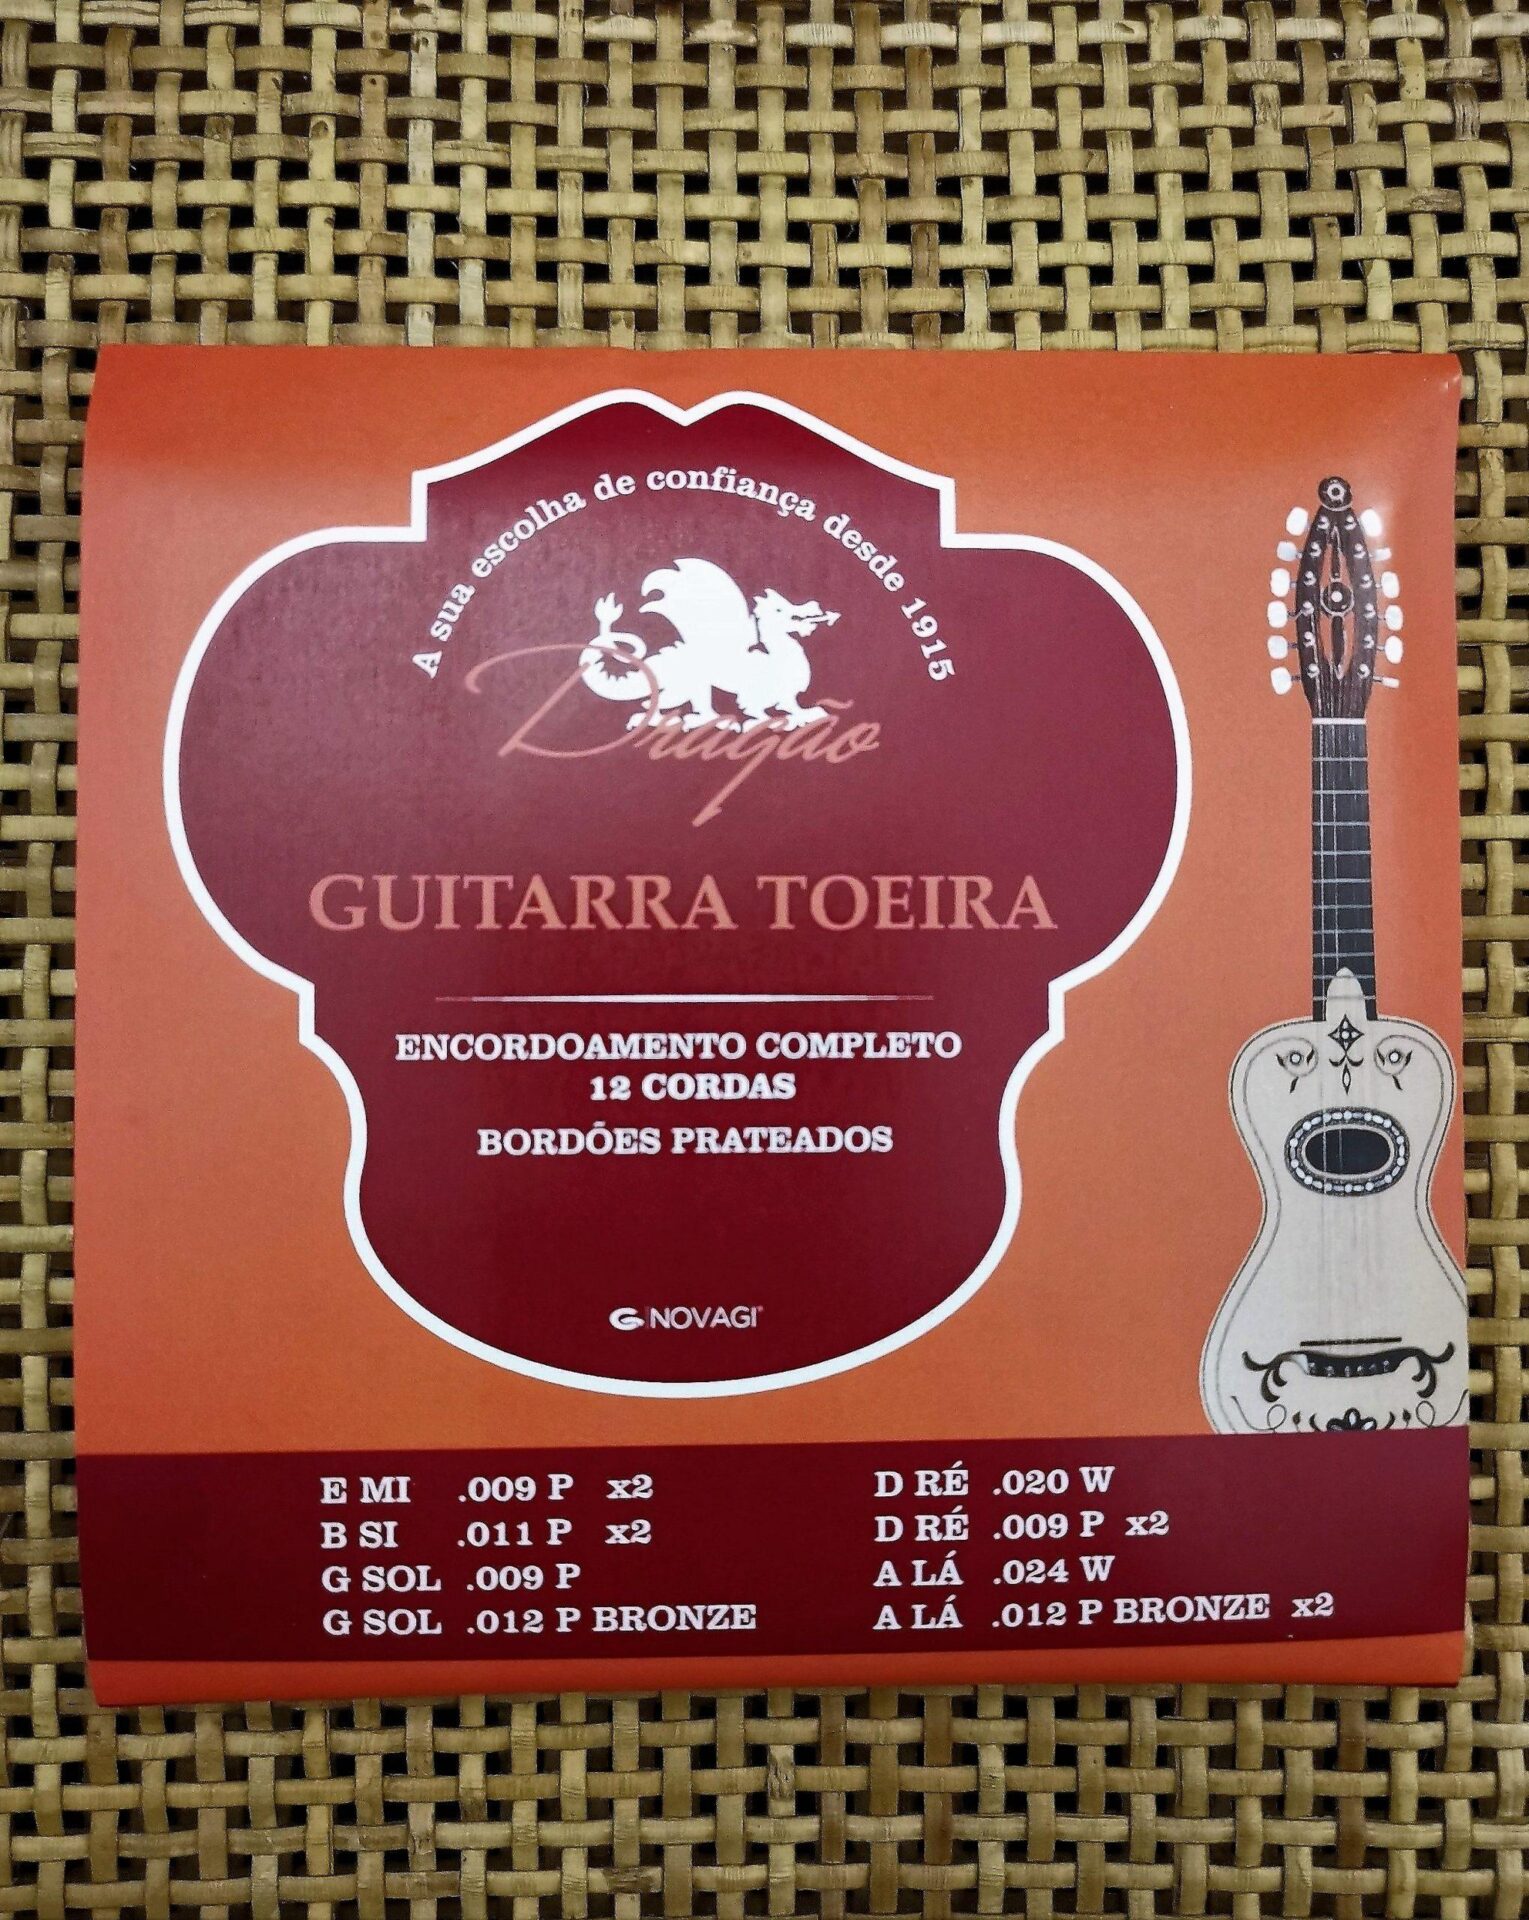 A sua escolha de confiança desde 1915
Dragão
GUITARRA TOEIRA
ENCORDOAMENTO COMPLETO
12 CORDAS
BORDÕES PRATEADOS
G NOVAGI
E MI .009 P x2
B SI .011 P x2
G SOL .009 P
G SOL .012 P BRONZE
D RÉ .020 W
D RÉ .009 P x2
A LÁ .024 W
A LÁ .012 P BRONZE x2